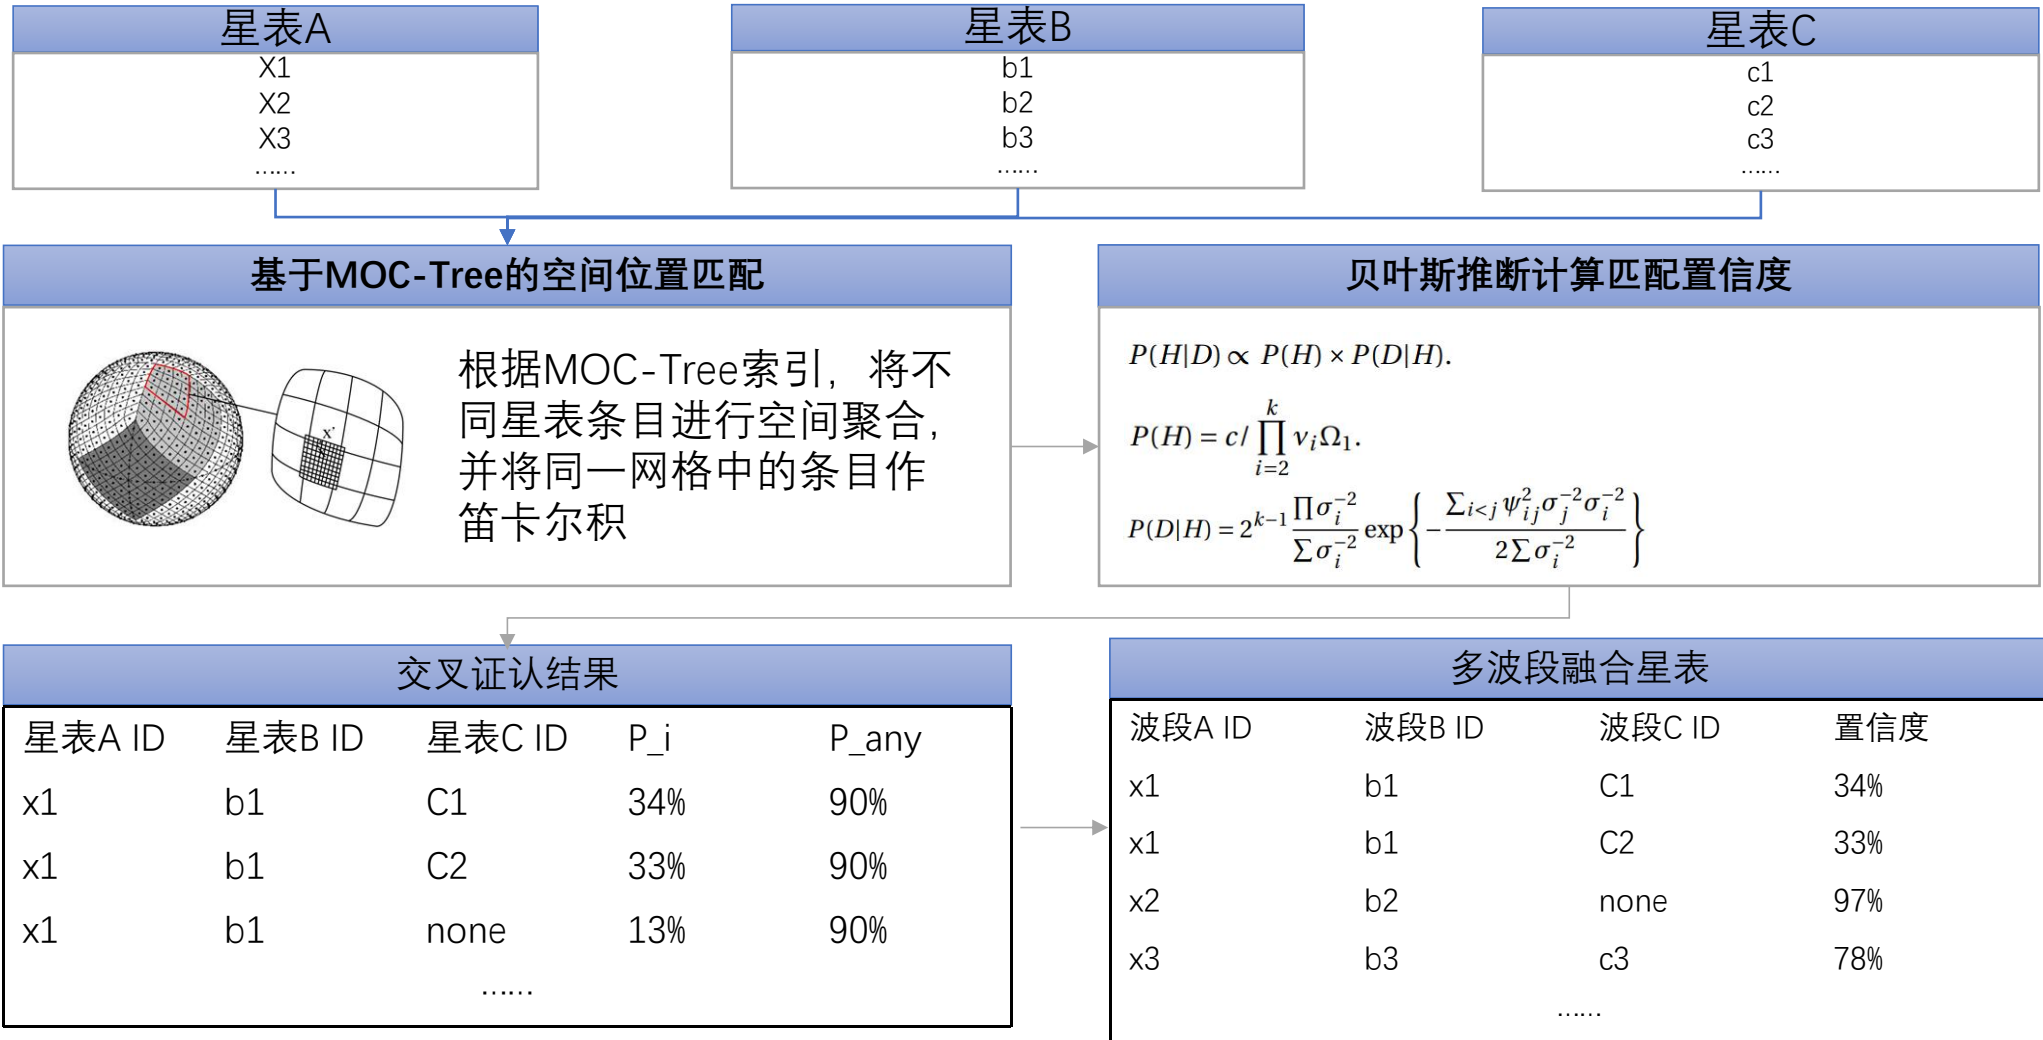 星表A
X1
X2
X3
……
星表B
b1
b2
b3
……
星表C
c1
c2
c3
……
基于MOC-Tree的空间位置匹配
x'
根据MOC-Tree索引，将不
同星表条目进行空间聚合，
并将同一网格中的条目作
笛卡尔积
贝叶斯推断计算匹配置信度
P(H|D) ∝ P(H) × P(D|H).
P(H) = c / ∏_{i=2}^{k} ν_i Ω_1.
P(D|H) = 2^{k-1} \frac{∏ σ_i^{-2}}{∑ σ_i^{-2}} exp { - \frac{∑_{i<j} ψ_{ij}^2 σ_j^{-2} σ_i^{-2}}{2 ∑ σ_i^{-2}} }
交叉证认结果
星表A ID 星表B ID 星表C ID P_i P_any
x1 b1 C1 34% 90%
x1 b1 C2 33% 90%
x1 b1 none 13% 90%
……
多波段融合星表
波段A ID 波段B ID 波段C ID 置信度
x1 b1 C1 34%
x1 b1 C2 33%
x2 b2 none 97%
x3 b3 c3 78%
……